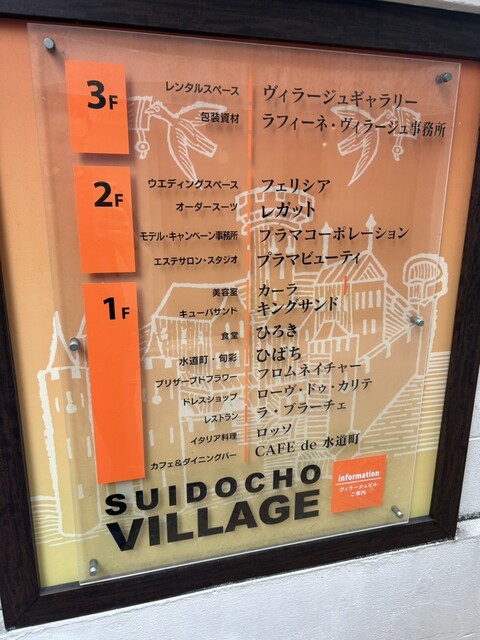 3F
レンタルスペース ヴィラージュギャラリー
包装資材 ラフィーネ・ヴィラージュ事務所
2F
ウエディングスペース フェリシア
オーダースーツ レガット
モデル・キャンペーン事務所 プラマコーポレーション
エステサロン・スタジオ プラマビューティ
1F
美容室 カーラ
キューバサンド キングサンド
食堂 ひろき
水道町・旬彩 ひばち
プリザーブドフラワー フロムネイチャー
ドレスショップ ローヴ・ドゥ・カリテ
レストラン ラ・ブラーチェ
イタリア料理 ロッソ
カフェ&ダイニングバー CAFE de 水道町
SUIDOCHO
VILLAGE
information
ヴィラージュビル
ご案内